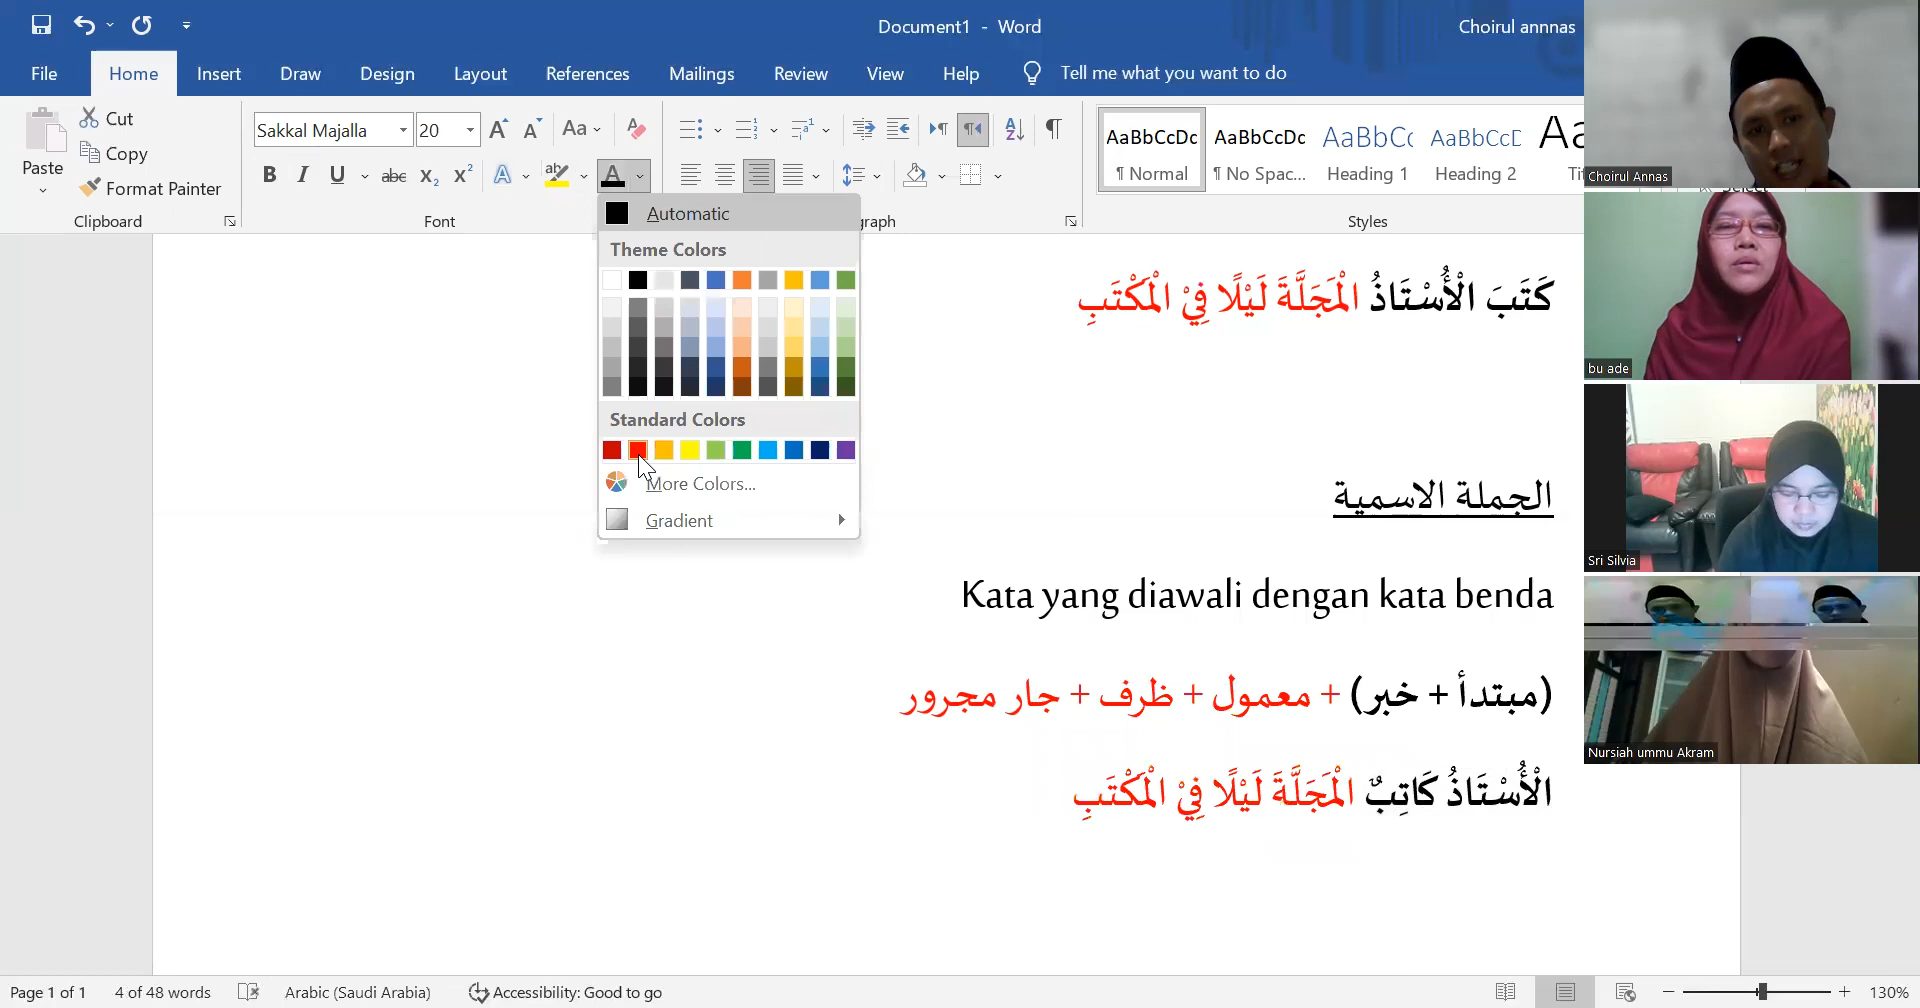 Document1 - Word
Choirul annnas
File Home Insert Draw Design Layout References Mailings Review View Help Tell me what you want to do
Paste
Cut
Copy
Format Painter
Clipboard
Sakkal Majalla 20
Font
AaBbCcDc AaBbCcDc AaBbCc AaBbCcD
¶ Normal ¶ No Spac... Heading 1 Heading 2
Styles
Automatic
Theme Colors
Standard Colors
More Colors...
Gradient
كَتَبَ الْأُسْتَاذُ الْمَجَلَّةَ لَيْلًا فِيْ الْمَكْتَبِ
الجملة الاسمية
Kata yang diawali dengan kata benda
(مبتدأ + خبر) + معمول + ظرف + جار مجرور
الْأُسْتَاذُ كَاتِبٌ الْمَجَلَّةَ لَيْلًا فِيْ الْمَكْتَبِ
Choirul Annas
bu ade
Sri Silvia
Nursiah ummu Akram
Page 1 of 1 4 of 48 words Arabic (Saudi Arabia) Accessibility: Good to go 130%